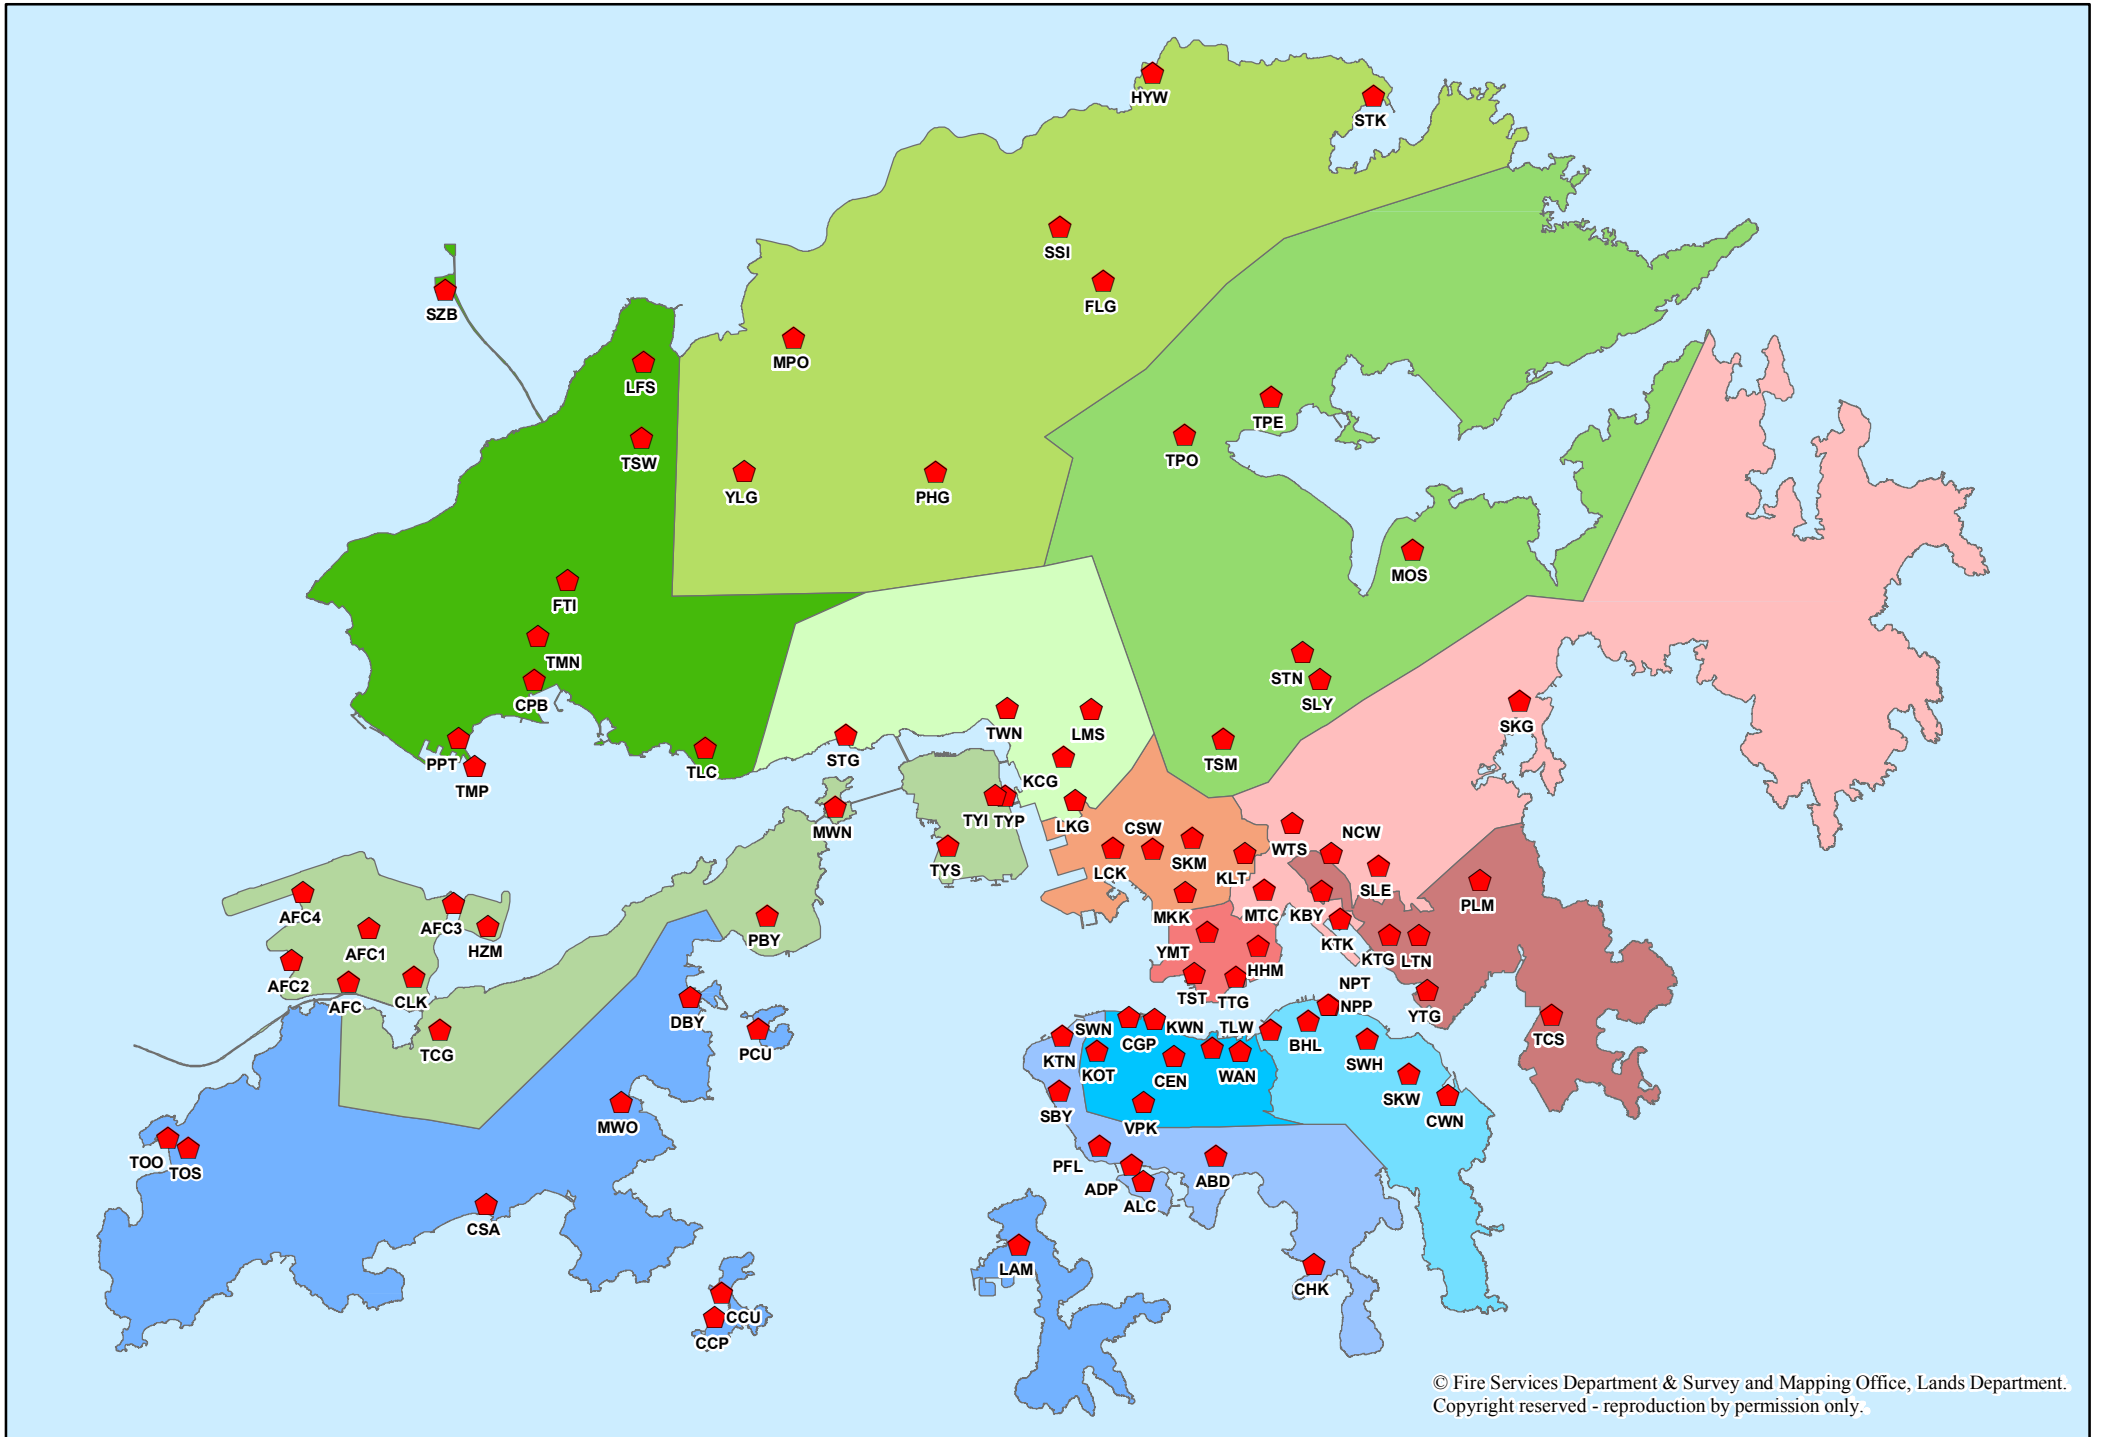 HYW
STK
SSI
FLG
SZB
MPO
LFS
TPE
TSW
TPO
YLG
PHG
MOS
FTI
TMN
STN
SLY
CPB
SKG
TWN
LMS
STG
TSM
PPT
TLC
TMP
KCG
TYI
TYP
LKG
CSW
NCW
MWN
WTS
SKM
TYS
LCK
KLT
SLE
PLM
AFC4
AFC3
MKK
MTC
KBY
HZM
PBY
KTK
AFC1
YMT
KTG
LTN
HHM
AFC2
CLK
NPT
AFC
TST
TTG
NPP
YTG
DBY
SWN
KWN
TLW
TCS
CGP
BHL
TCG
PCU
KTN
SWH
KOT
CEN
WAN
SKW
SBY
CWN
MWO
VPK
TOO
TOS
PFL
ABD
ADP
ALC
CSA
LAM
CHK
CCU
CCP
© Fire Services Department & Survey and Mapping Office, Lands Department.
Copyright reserved - reproduction by permission only.